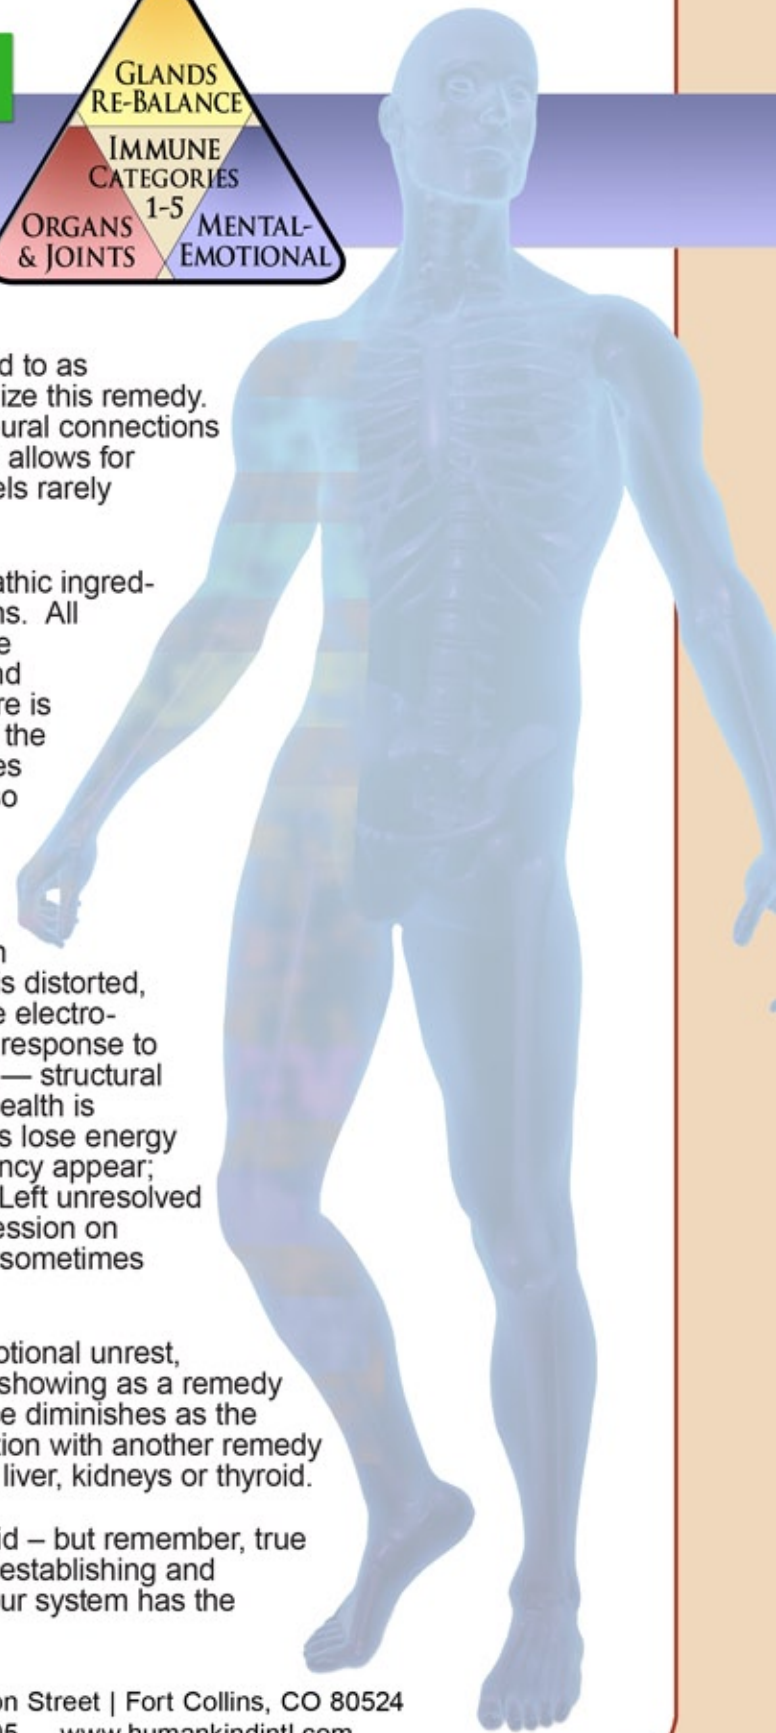 GLANDS
RE-BALANCE
IMMUNE
CATEGORIES
1-5
ORGANS
& JOINTS
MENTAL-
EMOTIONAL
d to as
ize this remedy.
ural connections
allows for
els rarely
athic ingred-
ns. All
e
nd
re is
the
es
so
n
s distorted,
e electro-
response to
— structural
ealth is
s lose energy
ncy appear;
Left unresolved
ession on
sometimes
otional unrest,
showing as a remedy
e diminishes as the
tion with another remedy
liver, kidneys or thyroid.
id – but remember, true
establishing and
ur system has the
on Street | Fort Collins, CO 80524
www.humankindintl.com